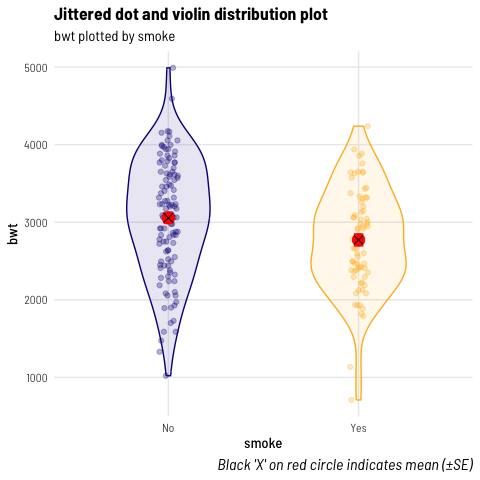 Jittered dot and violin distribution plot
bwt plotted by smoke
5000
4000
3000
2000
1000
bwt
No Yes
smoke
Black 'X' on red circle indicates mean (±SE)